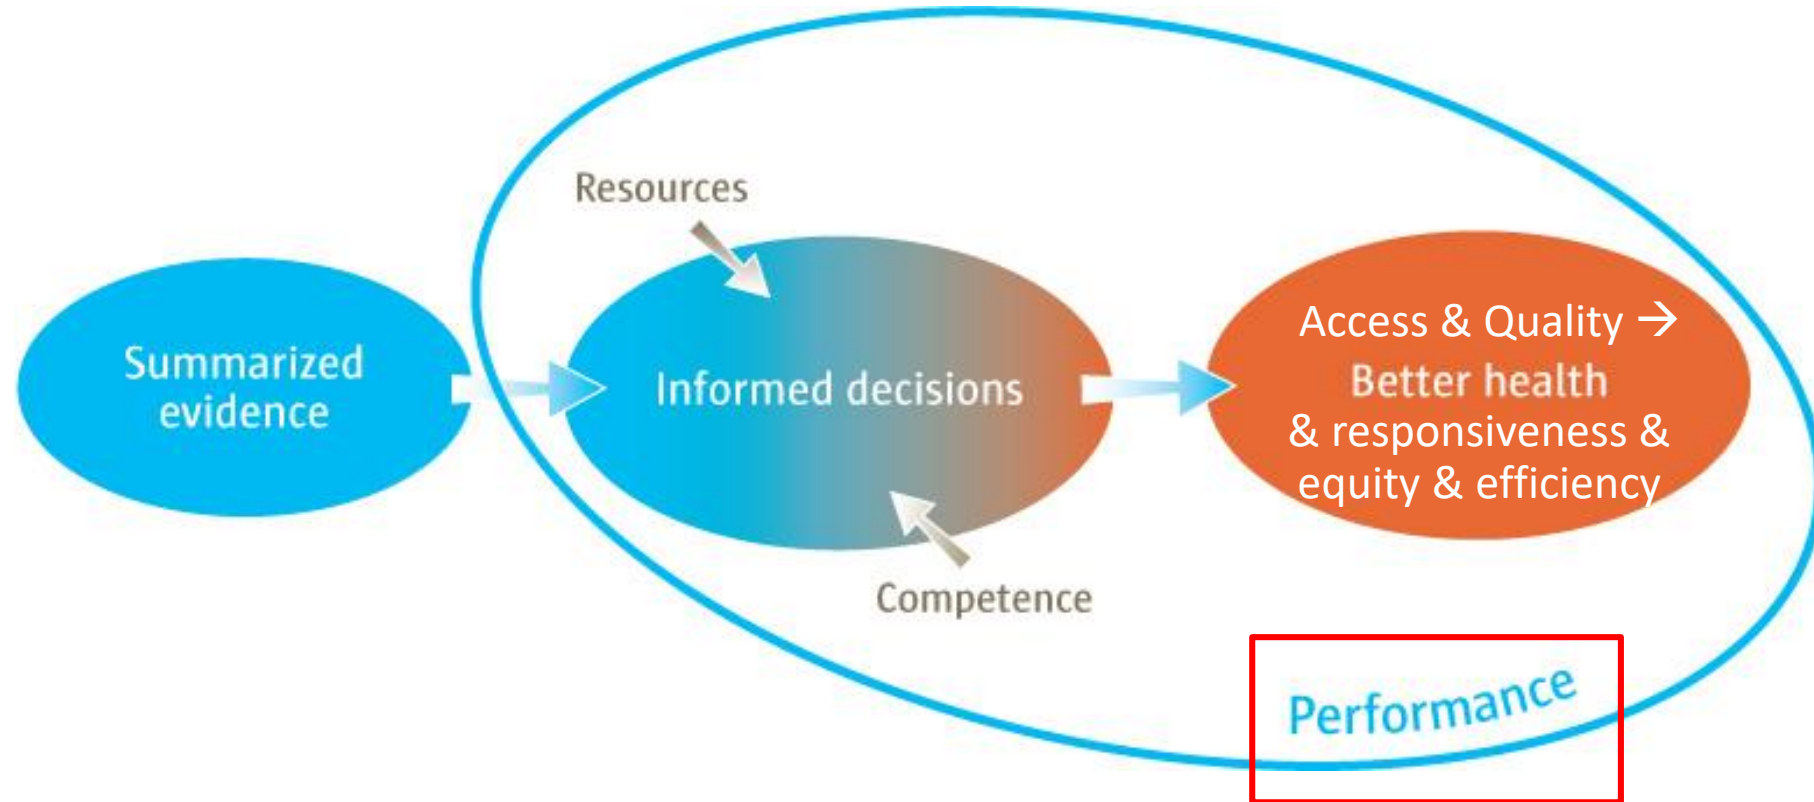 Resources
Summarized
evidence
Informed decisions
Access & Quality →
Better health
& responsiveness &
equity & efficiency
Competence
Performance